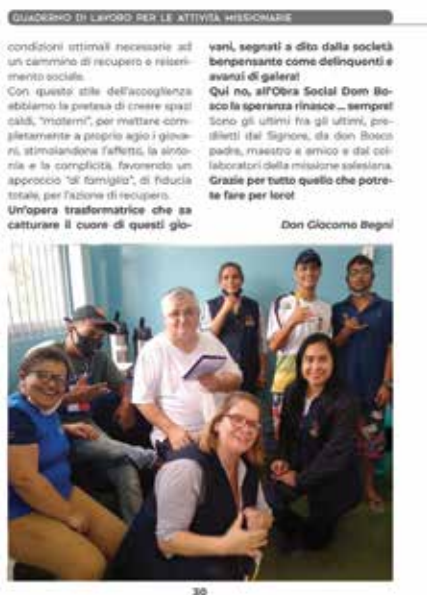 QUADERNO DI LAVORO PER LE ATTIVITÀ MISSIONARIE
condizioni ottimali necessarie ad
un cammino di recupero e reiseri-
mento sociale.
Con questo stile dell'accoglienza
abbiamo la pretesa di creare spazi
caldi, "materni", per mettere com-
pletamente a proprio agio i giova-
ni, stimolandone l'affetto, la sinto-
nia e la complicità, favorendo un
approccio "di famiglia", di fiducia
totale, per l'azione di recupero.
Un'opera trasformatrice che sa
catturare il cuore di questi gio-
vani, segnati a dito dalla società
benpensante come delinquenti e
avanzi di galera!
Qui no, all'Obra Social Dom Bo-
sco la speranza rinasce ... sempre!
Sono gli ultimi fra gli ultimi, pre-
diletti dal Signore, da don Bosco
padre, maestro e amico e dai col-
laboratori della missione salesiana.
Grazie per tutto quello che potre-
te fare per loro!
Don Giacomo Begni
30